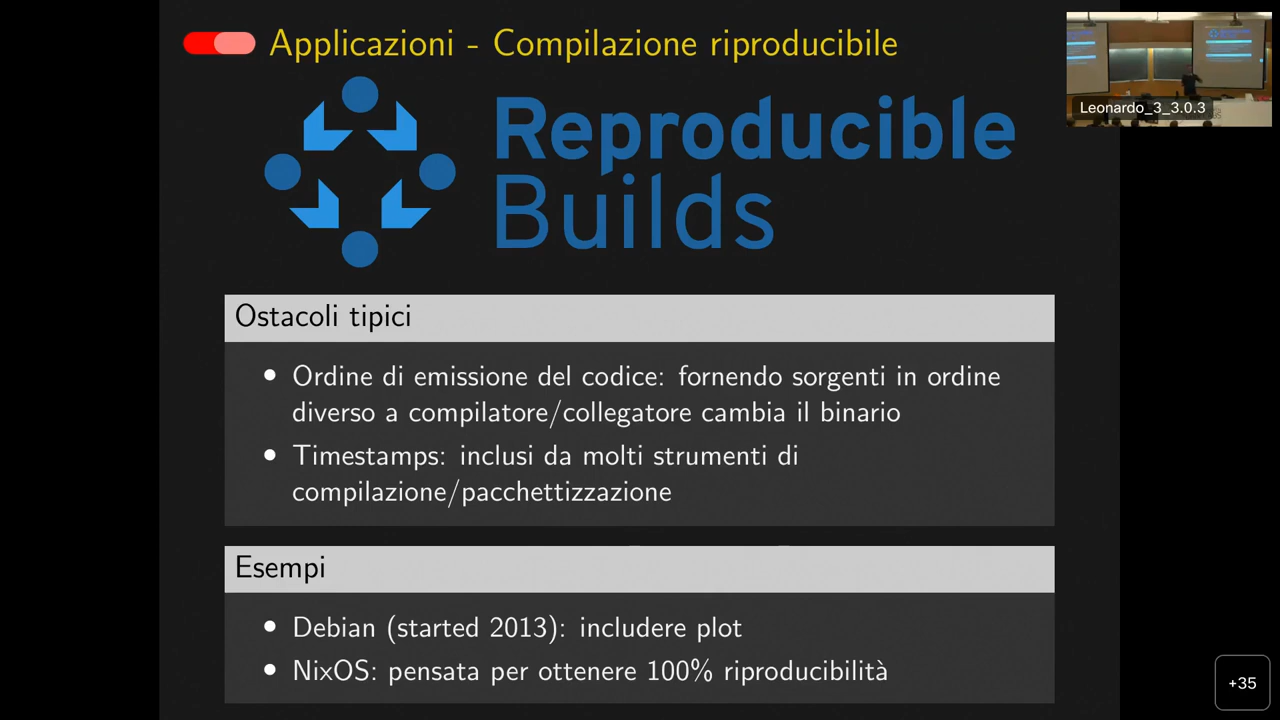 Applicazioni - Compilazione riproducibile
Reproducible
Builds
Leonardo_3_3.0.3
Ostacoli tipici
Ordine di emissione del codice: fornendo sorgenti in ordine
diverso a compilatore/collegatore cambia il binario
Timestamps: inclusi da molti strumenti di
compilazione/pacchettizzazione
Esempi
Debian (started 2013): includere plot
NixOS: pensata per ottenere 100% riproducibilità
+35